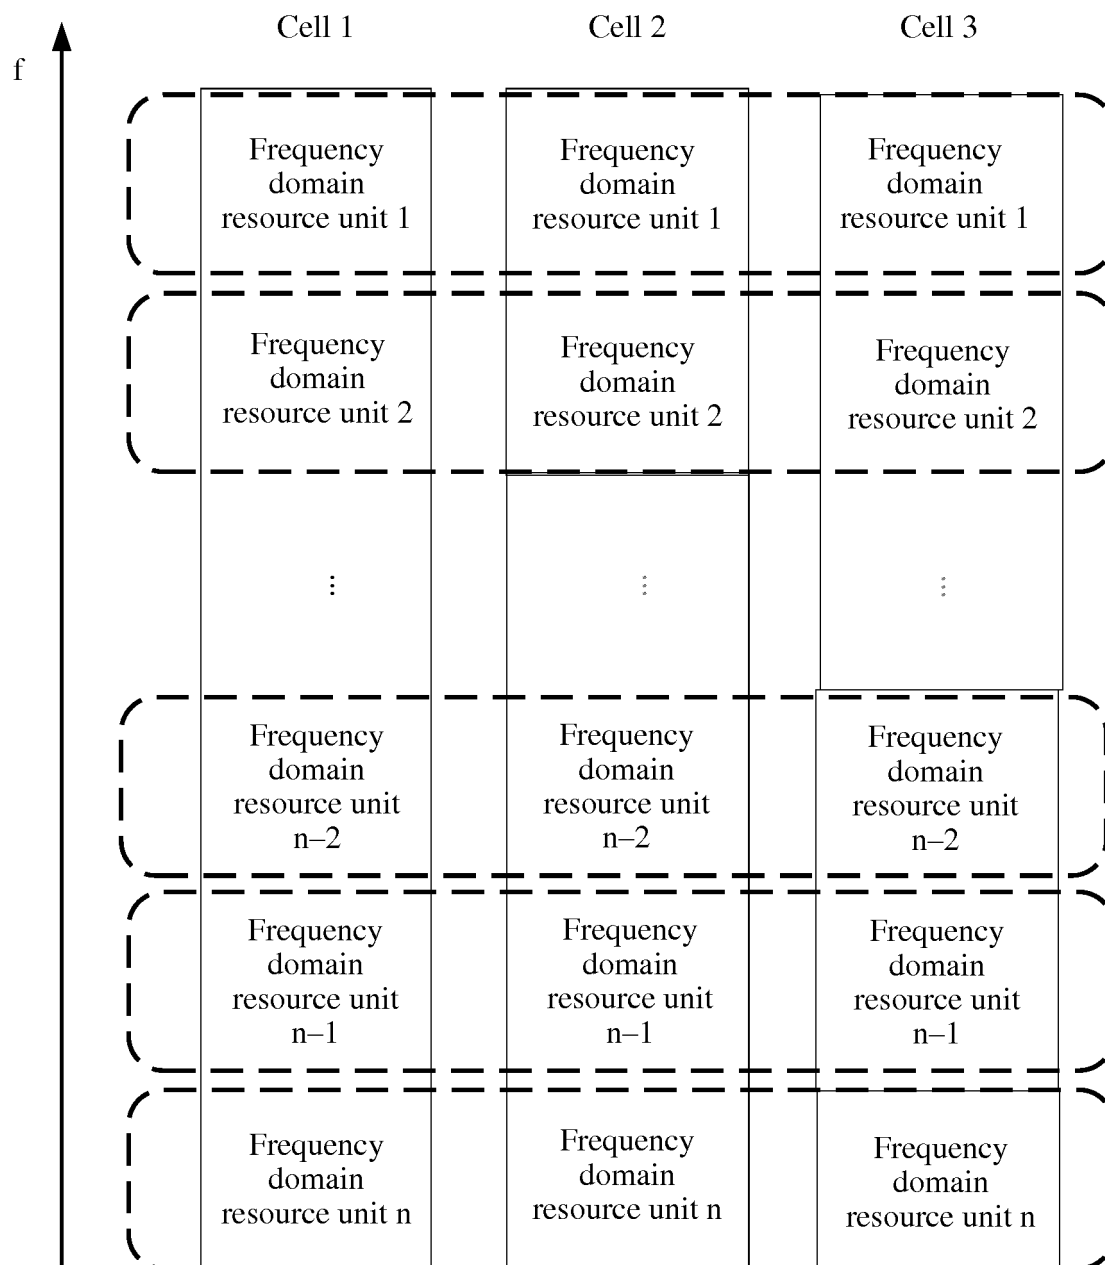 Cell 1
Cell 2
Cell 3
f
Frequency
domain
resource unit 1
Frequency
domain
resource unit 1
Frequency
domain
resource unit 1
Frequency
domain
resource unit 2
Frequency
domain
resource unit 2
Frequency
domain
resource unit 2
⋮
⋮
⋮
Frequency
domain
resource unit
n–2
Frequency
domain
resource unit
n–2
Frequency
domain
resource unit
n–2
Frequency
domain
resource unit
n–1
Frequency
domain
resource unit
n–1
Frequency
domain
resource unit
n–1
Frequency
domain
resource unit n
Frequency
domain
resource unit n
Frequency
domain
resource unit n